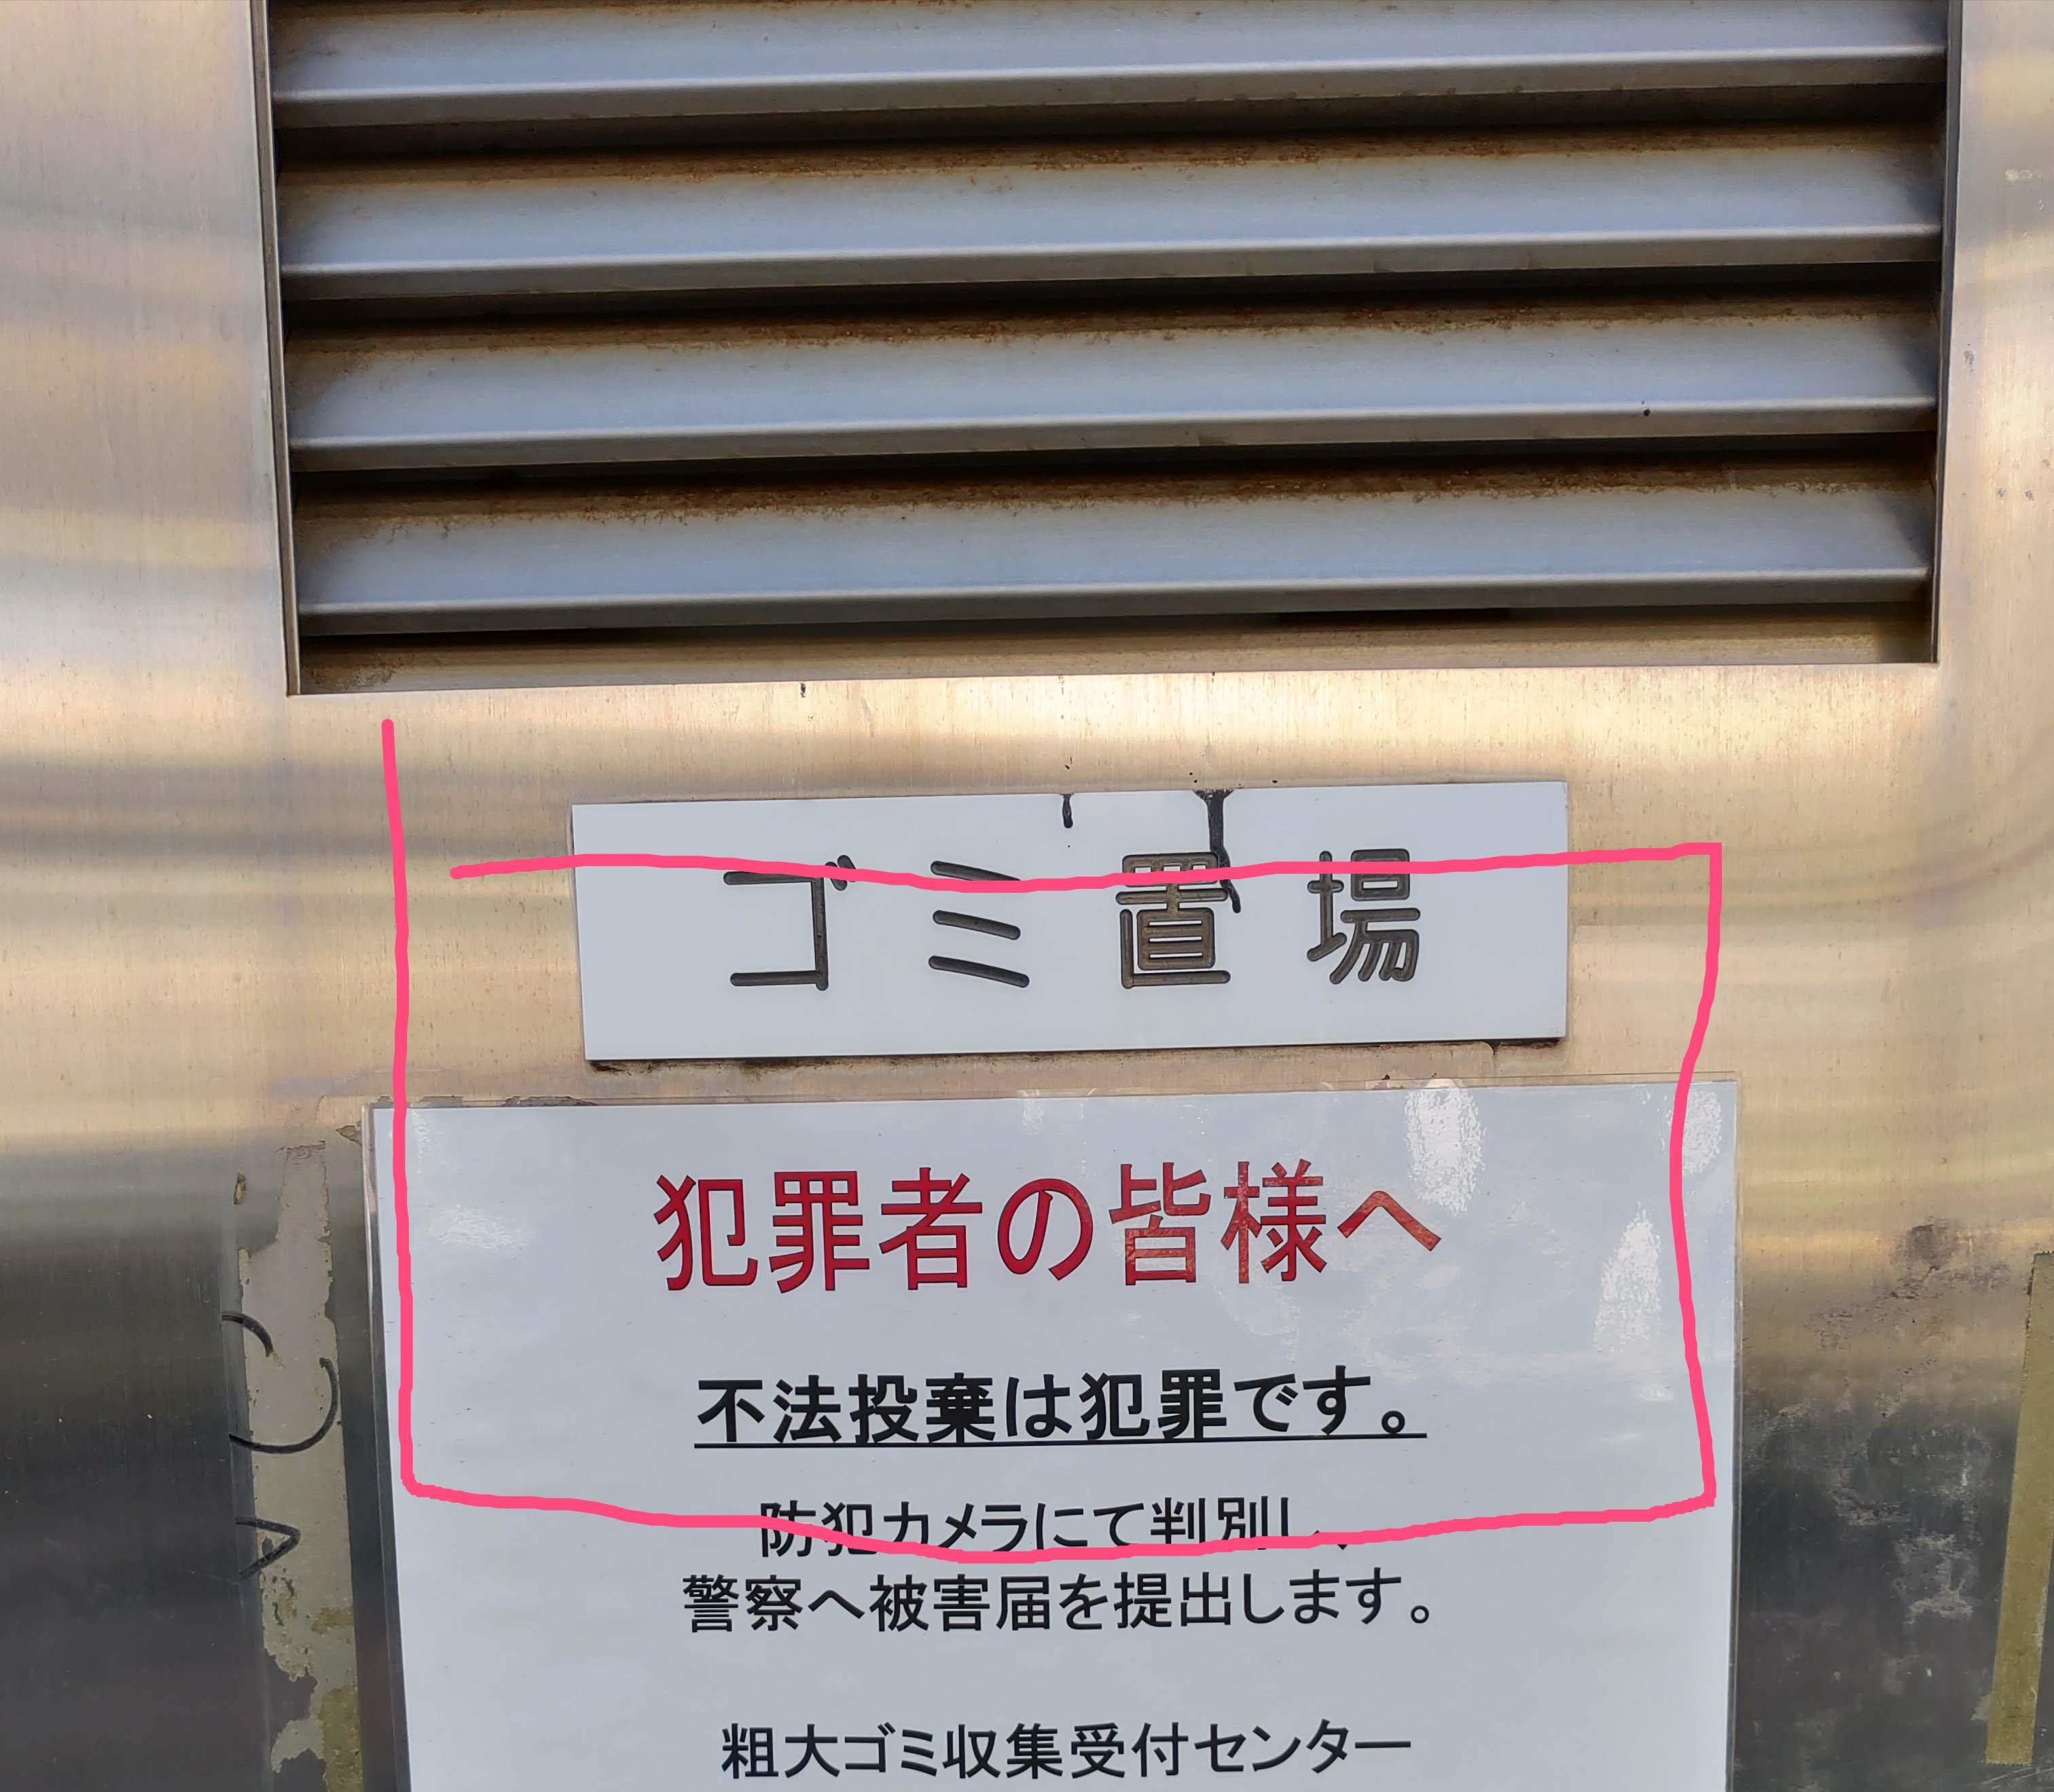 ゴミ置場
犯罪者の皆様へ
不法投棄は犯罪です。
防犯カメラにて判別し、
警察へ被害届を提出します。
粗大ゴミ収集受付センター